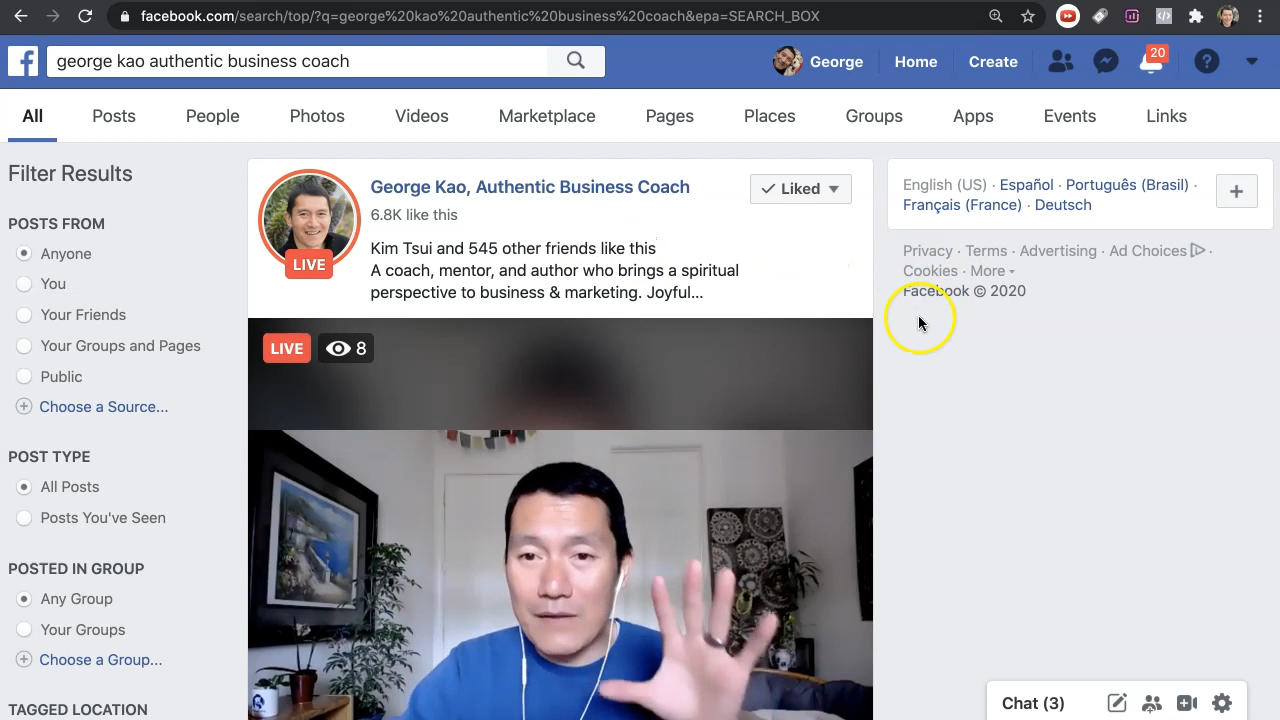 facebook.com/search/top/?q=george%20kao%20authentic%20business%20coach&epa=SEARCH_BOX
george kao authentic business coach
George
Home
Create
20
All
Posts
People
Photos
Videos
Marketplace
Pages
Places
Groups
Apps
Events
Links
Filter Results
POSTS FROM
Anyone
You
Your Friends
Your Groups and Pages
Public
Choose a Source...
POST TYPE
All Posts
Posts You've Seen
POSTED IN GROUP
Any Group
Your Groups
Choose a Group...
TAGGED LOCATION
George Kao, Authentic Business Coach
Liked
6.8K like this
LIVE
Kim Tsui and 545 other friends like this
A coach, mentor, and author who brings a spiritual
perspective to business & marketing. Joyful...
LIVE
8
English (US) · Español · Português (Brasil) ·
Français (France) · Deutsch
Privacy · Terms · Advertising · Ad Choices ·
Cookies · More
Facebook © 2020
Chat (3)